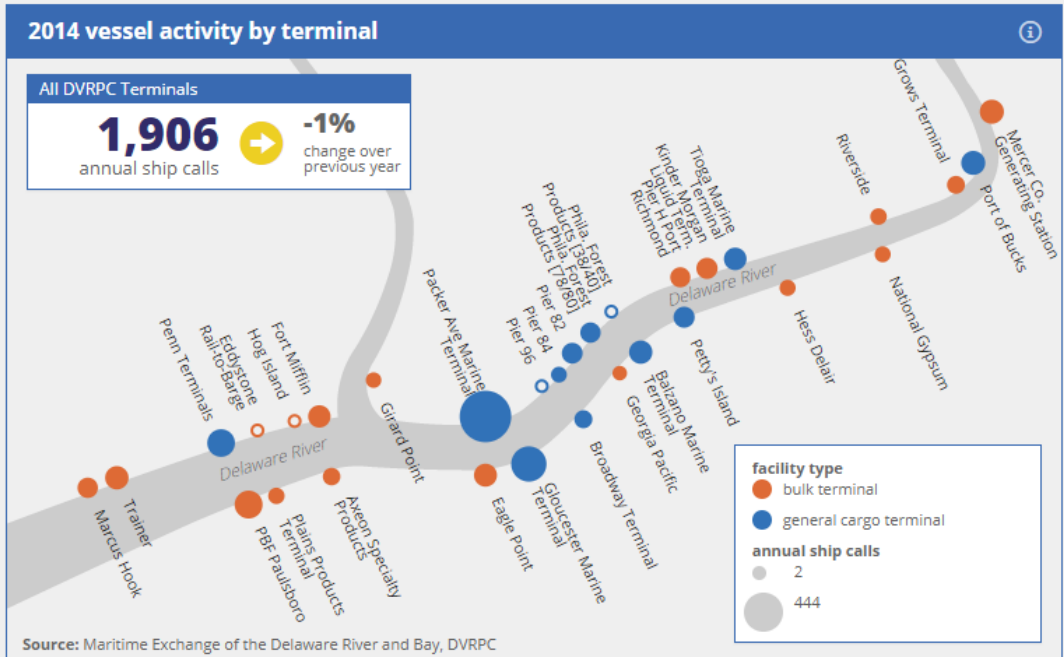 2014 vessel activity by terminal
All DVRPC Terminals
1,906
annual ship calls
-1%
change over
previous year
Grows Terminal
Mercer Co.
Generating Station
Port of Bucks
Riverside
National Gypsum
Tioga Marine
Terminal
Kinder Morgan
Liquid Term.
Pier H Port
Richmond
Delaware River
Hess Delair
Petty's Island
Phila. Forest
Products [38/40]
Phila. Forest
Products [78/80]
Pier 82
Pier 84
Pier 96
Balzano Marine
Terminal
Georgia Pacific
Broadway Terminal
Packer Ave Marine
Terminal
Gloucester Marine
Terminal
Eagle Point
Girard Point
Fort Mifflin
Hog Island
Eddystone
Rail-to-Barge
Penn Terminals
Delaware River
Axeon Specialty
Products
Plains Products
Terminal
PBF Paulsboro
Trainer
Marcus Hook
facility type
bulk terminal
general cargo terminal
annual ship calls
2
444
Source: Maritime Exchange of the Delaware River and Bay, DVRPC